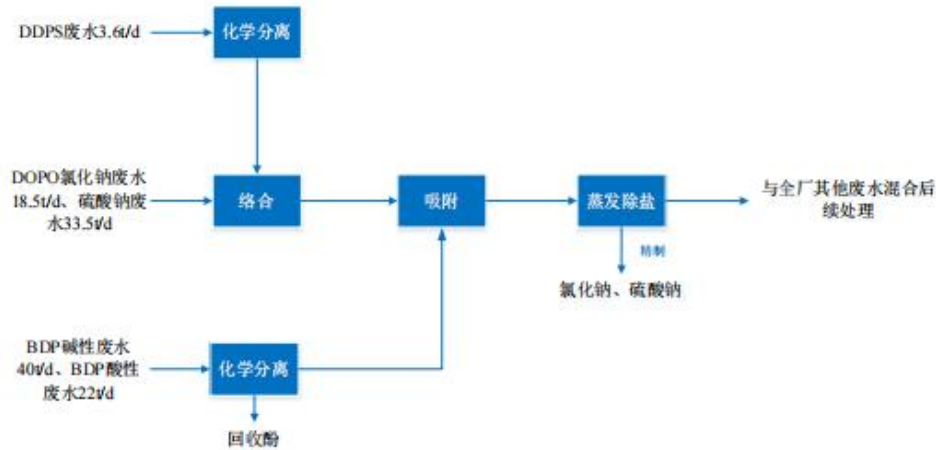 DDPS废水3.6t/d
化学分离
DOPO氯化钠废水
18.5t/d、硫酸钠废
水33.5t/d
络合
吸附
蒸发除盐
与全厂其他废水混合后
续处理
精制
氯化钠、硫酸钠
BDP碱性废水
40t/d、BDP酸性
废水22t/d
化学分离
回收酚